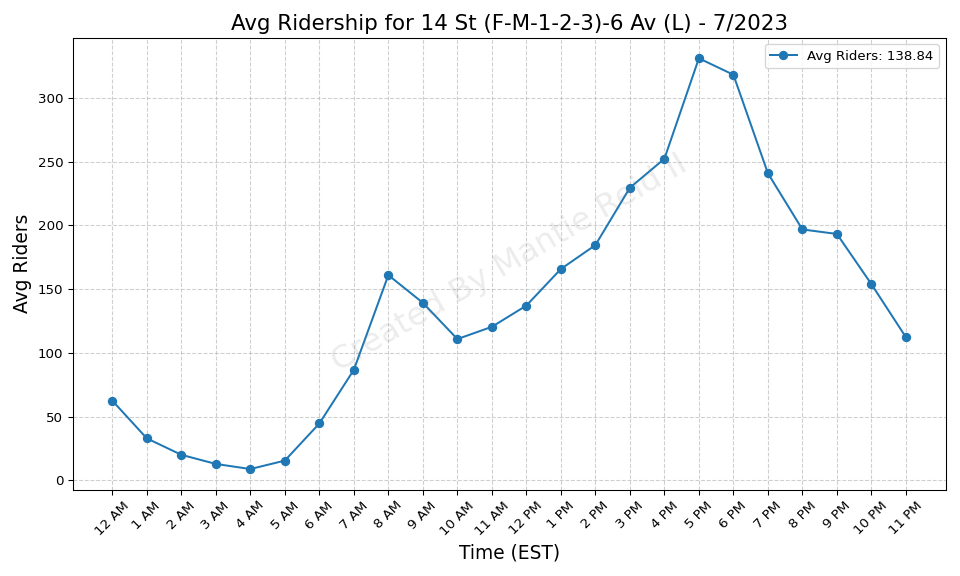 Avg Ridership for 14 St (F-M-1-2-3)-6 Av (L) - 7/2023
Avg Riders: 138.84
Avg Riders
300
250
200
150
100
50
0
Created By Mantle Reid II
12 AM
1 AM
2 AM
3 AM
4 AM
5 AM
6 AM
7 AM
8 AM
9 AM
10 AM
11 AM
12 PM
1 PM
2 PM
3 PM
4 PM
5 PM
6 PM
7 PM
8 PM
9 PM
10 PM
11 PM
Time (EST)